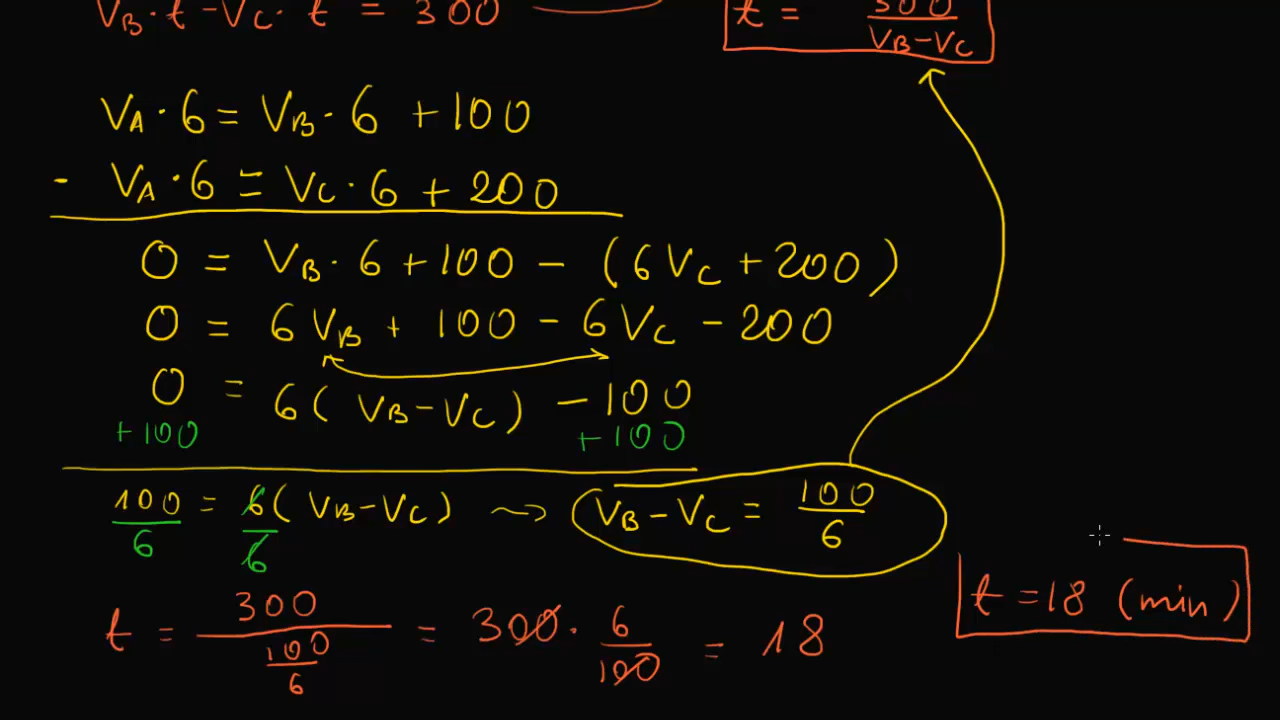 VB·t - VC·t = 300
t = 300/(VB-VC)
VA·6 = VB·6 + 100
- VA·6 = VC·6 + 200
0 = VB·6 + 100 - (6VC + 200)
0 = 6VB + 100 - 6VC - 200
0 = 6(VB-VC) - 100
+100 +100
100/6 = 6(VB-VC)/6 → VB-VC = 100/6
t = 300/(100/6) = 300·6/100 = 18
t = 18 (min)